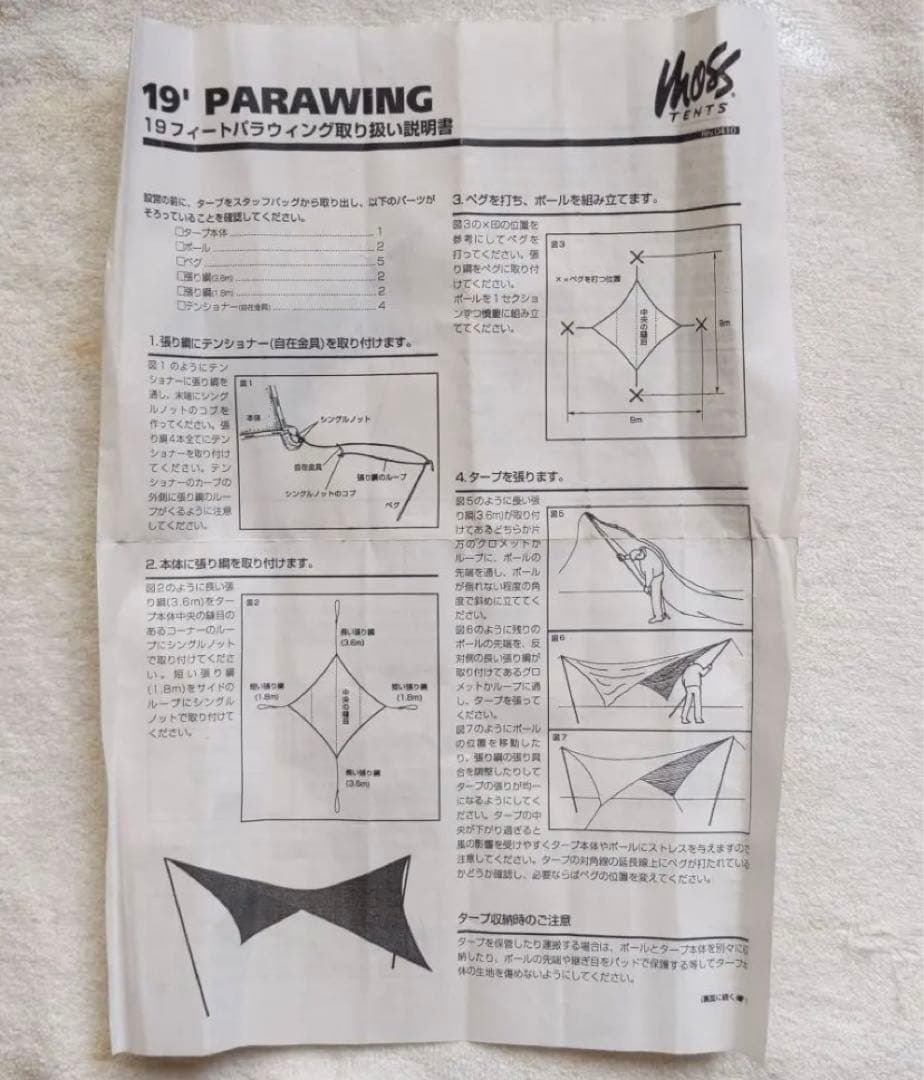 19' PARAWING
19フィートパラウィング取り扱い説明書
moss
TENTS
設営の前に、タープをスタッフバッグから取り出し、以下のパーツが
そろっていることを確認してください。
□タープ本体 1
□ポール 2
□ペグ 5
□張り綱(3.6m) 2
□張り綱(1.8m) 2
□テンショナー(自在金具) 4
1.張り綱にテンショナー(自在金具)を取り付けます。
図1のようにテン
ショナーに張り綱を
通し、末端にシング
ルノットのコブを
作ってください。張
り綱4本全てにテン
ショナーを取り付け
てください。テン
ショナーのカーブの
外側に張り綱のルー
プがくるように注意
してください。
図1
本体
シングルノット
自在金具
張り綱のループ
シングルノットのコブ
ペグ
2.本体に張り綱を取り付けます。
図2のように長い張
り綱(3.6m)をター
プ本体中央の縫目の
あるコーナーのルー
プにシングルノット
で取り付けてくださ
い。短い張り綱
(1.8m)をサイドの
ループにシングル
ノットで取り付けて
ください。
図2
長い張り綱
(3.6m)
短い張り綱
(1.8m)
中央の縫目
短い張り綱
(1.8m)
長い張り綱
(3.6m)
3.ペグを打ち、ポールを組み立てます。
図3の×印の位置を
参考にしてペグを
打ってください。張
り綱をペグに取り付
けてください。
ポールを1セクショ
ンずつ慎重に組み立
ててください。
図3
×=ペグを打つ位置
中央の縫目
9m
9m
4.タープを張ります。
図5のように長い張
り綱(3.6m)が取り付
けてあるどちらか片
方のグロメットか
ループに、ポールの
先端を通し、ポール
が倒れない程度の角
度で斜めに立ててく
ださい。
図6のように残りの
ポールの先端を、反
対側の長い張り綱が
取り付けてあるグロ
メットかループに通
し、タープを張って
ください。
図7のようにポール
の位置を移動した
り、張り綱の張り具
合を調整したりして
タープの張りが均一
になるようにしてく
ださい。タープの中
央が下がり過ぎると
風の影響を受けやすくタープ本体やポールにストレスを与えますので
注意してください。タープの対角線の延長線上にペグが打たれている
かどうか確認し、必要ならばペグの位置を変えてください。
図5
図6
図7
タープ収納時のご注意
タープを保管したり運搬する場合は、ポールとタープ本体を別々に収
納したり、ポールの先端や継ぎ目をパッドで保護する等してタープ本
体の生地を傷めないようにしてください。
(裏面に続く